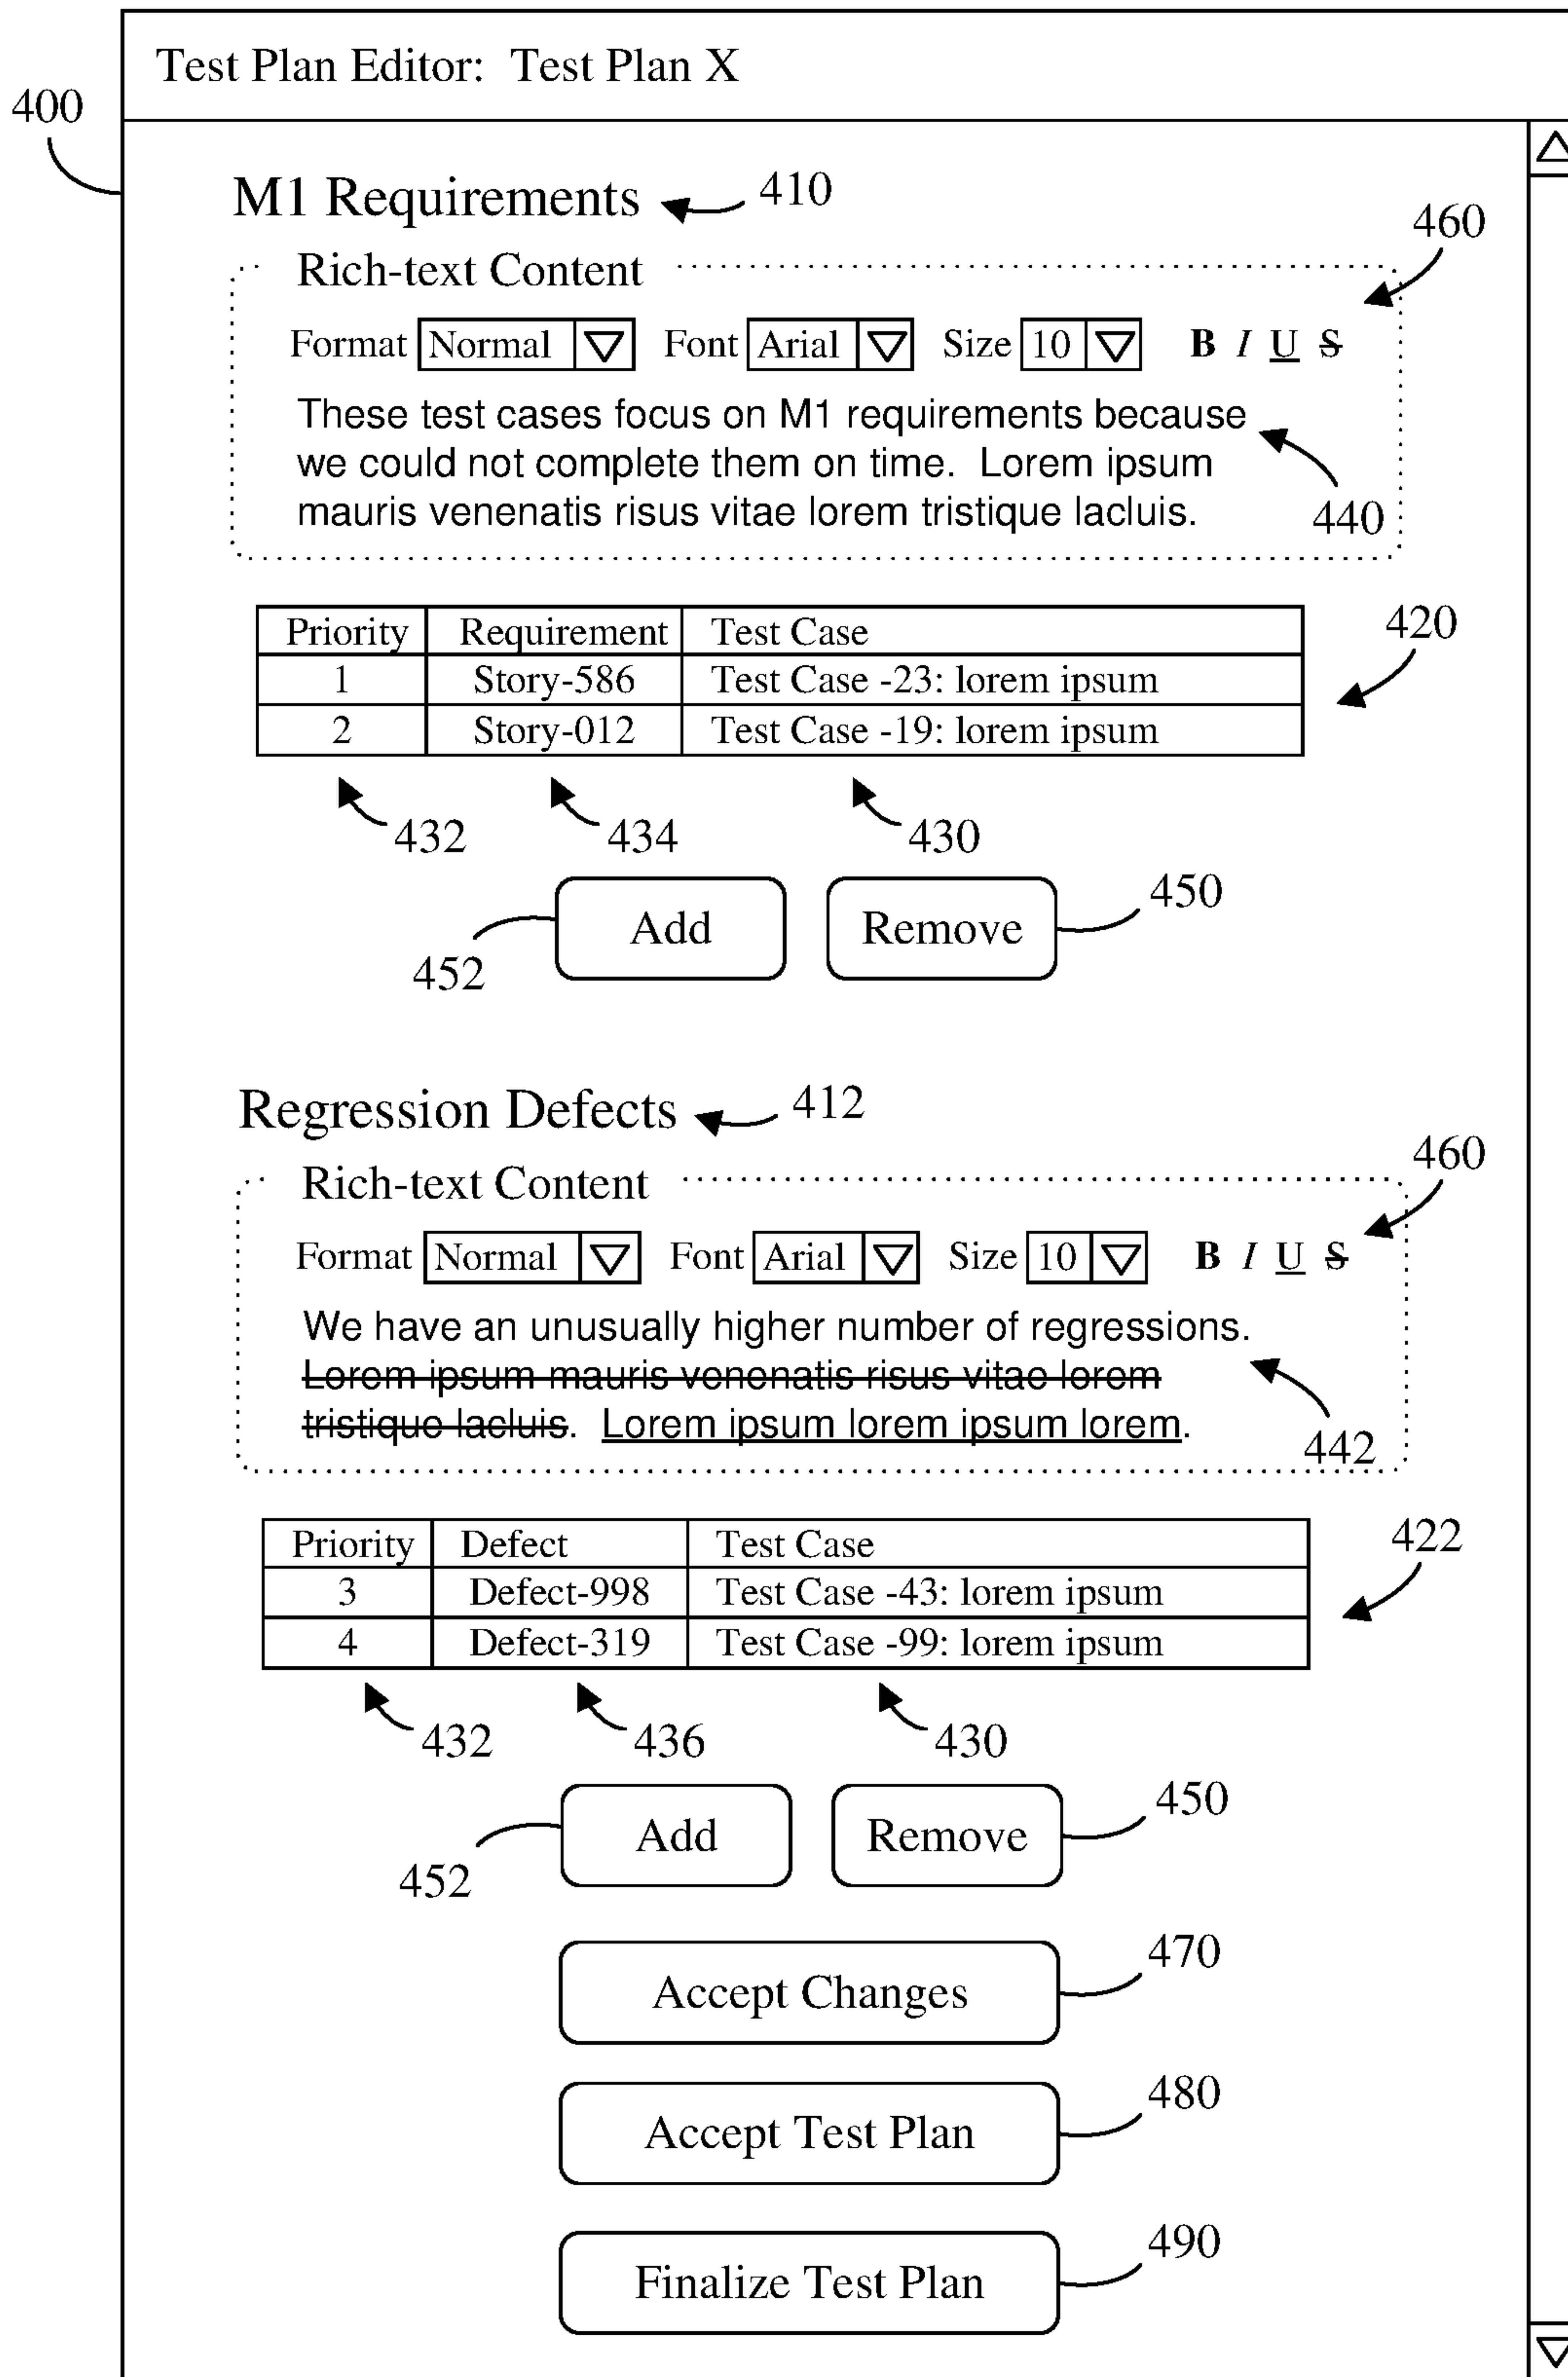 Test Plan Editor: Test Plan X
400
M1 Requirements 410
460
Rich-text Content
Format Normal Font Arial Size 10 B I U S
These test cases focus on M1 requirements because
we could not complete them on time. Lorem ipsum
mauris venenatis risus vitae lorem tristique lacluis.
440
420
Priority Requirement Test Case
1 Story-586 Test Case -23: lorem ipsum
2 Story-012 Test Case -19: lorem ipsum
432 434 430
Add Remove 450
452
Regression Defects 412
460
Rich-text Content
Format Normal Font Arial Size 10 B I U S
We have an unusually higher number of regressions.
Lorem ipsum mauris venenatis risus vitae lorem
tristique lacluis. Lorem ipsum lorem ipsum lorem.
442
422
Priority Defect Test Case
3 Defect-998 Test Case -43: lorem ipsum
4 Defect-319 Test Case -99: lorem ipsum
432 436 430
Add Remove 450
452
470
Accept Changes
480
Accept Test Plan
490
Finalize Test Plan